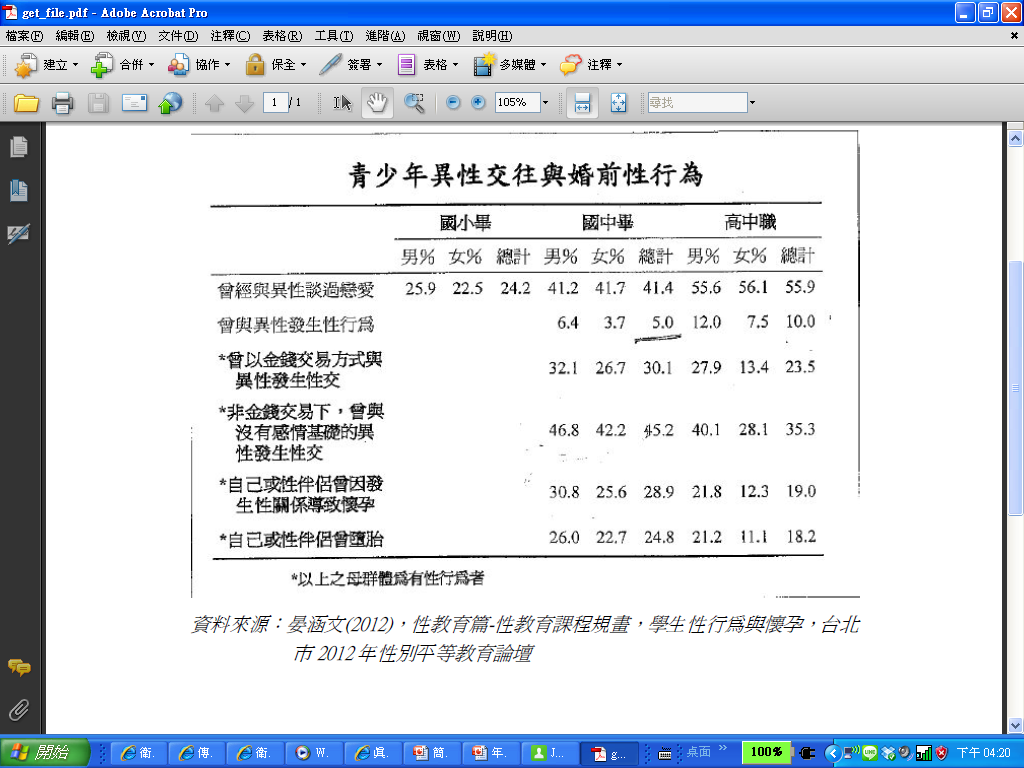 get_file.pdf - Adobe Acrobat Pro
檔案(F) 編輯(E) 檢視(V) 文件(D) 注釋(C) 表格(R) 工具(T) 進階(A) 視窗(W) 說明(H)
建立 合併 協作 保全 簽署 表格 多媒體 注釋
1 / 1 105% 尋找
青少年異性交往與婚前性行為
國小畢 國中畢 高中職
男% 女% 總計 男% 女% 總計 男% 女% 總計
曾經與異性談過戀愛 25.9 22.5 24.2 41.2 41.7 41.4 55.6 56.1 55.9
曾與異性發生性行為 6.4 3.7 5.0 12.0 7.5 10.0
*曾以金錢交易方式與
異性發生性交 32.1 26.7 30.1 27.9 13.4 23.5
*非金錢交易下，曾與
沒有感情基礎的異 46.8 42.2 45.2 40.1 28.1 35.3
性發生性交
*自己或性伴侶曾因發
生性關係導致懷孕 30.8 25.6 28.9 21.8 12.3 19.0
*自己或性伴侶曾墮胎 26.0 22.7 24.8 21.2 11.1 18.2
*以上之母群體為有性行為者
資料來源：晏涵文(2012)，性教育篇-性教育課程規畫，學生性行為與懷孕，台北
市 2012 年性別平等教育論壇
開始 衛. 傳. 衛. W. 真. 簡. 年. J... g... 桌面 » 100% 下午 04:20